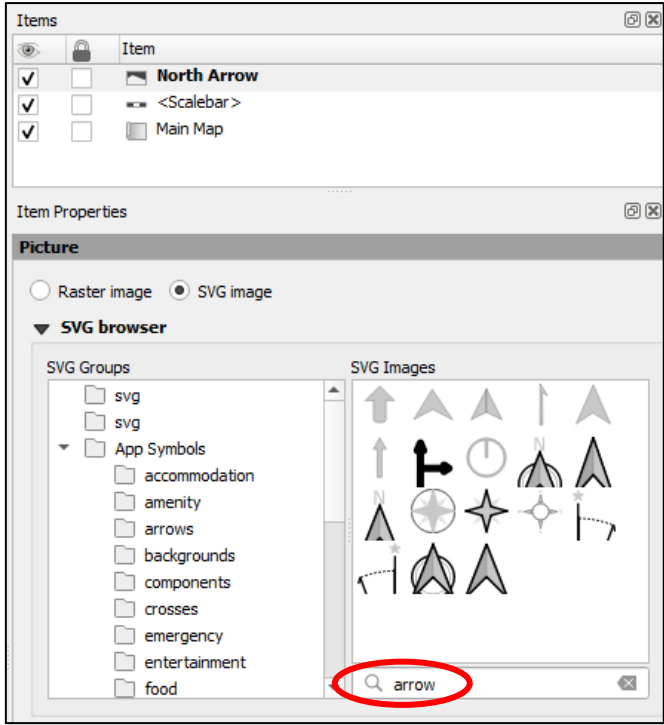 Items
Item
North Arrow
<Scalebar>
Main Map
Item Properties
Picture
Raster image SVG image
SVG browser
SVG Groups SVG Images
svg
svg
App Symbols
accommodation
amenity
arrows
backgrounds
components
crosses
emergency
entertainment
food
N
N
arrow